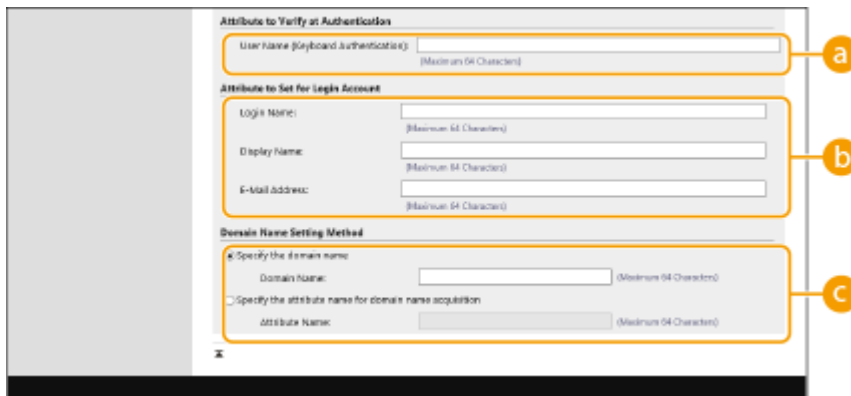 Attribute to Verify at Authentication
User Name (Keyboard Authentication):
(Maximum 64 Characters)
a
Attribute to Set for Login Account
Login Name:
(Maximum 64 Characters)
b
Display Name:
(Maximum 64 Characters)
E-Mail Address:
(Maximum 64 Characters)
Domain Name Setting Method
Specify the domain name
Domain Name: (Maximum 64 Characters)
c
Specify the attribute name for domain name acquisition
Attribute Name: (Maximum 64 Characters)